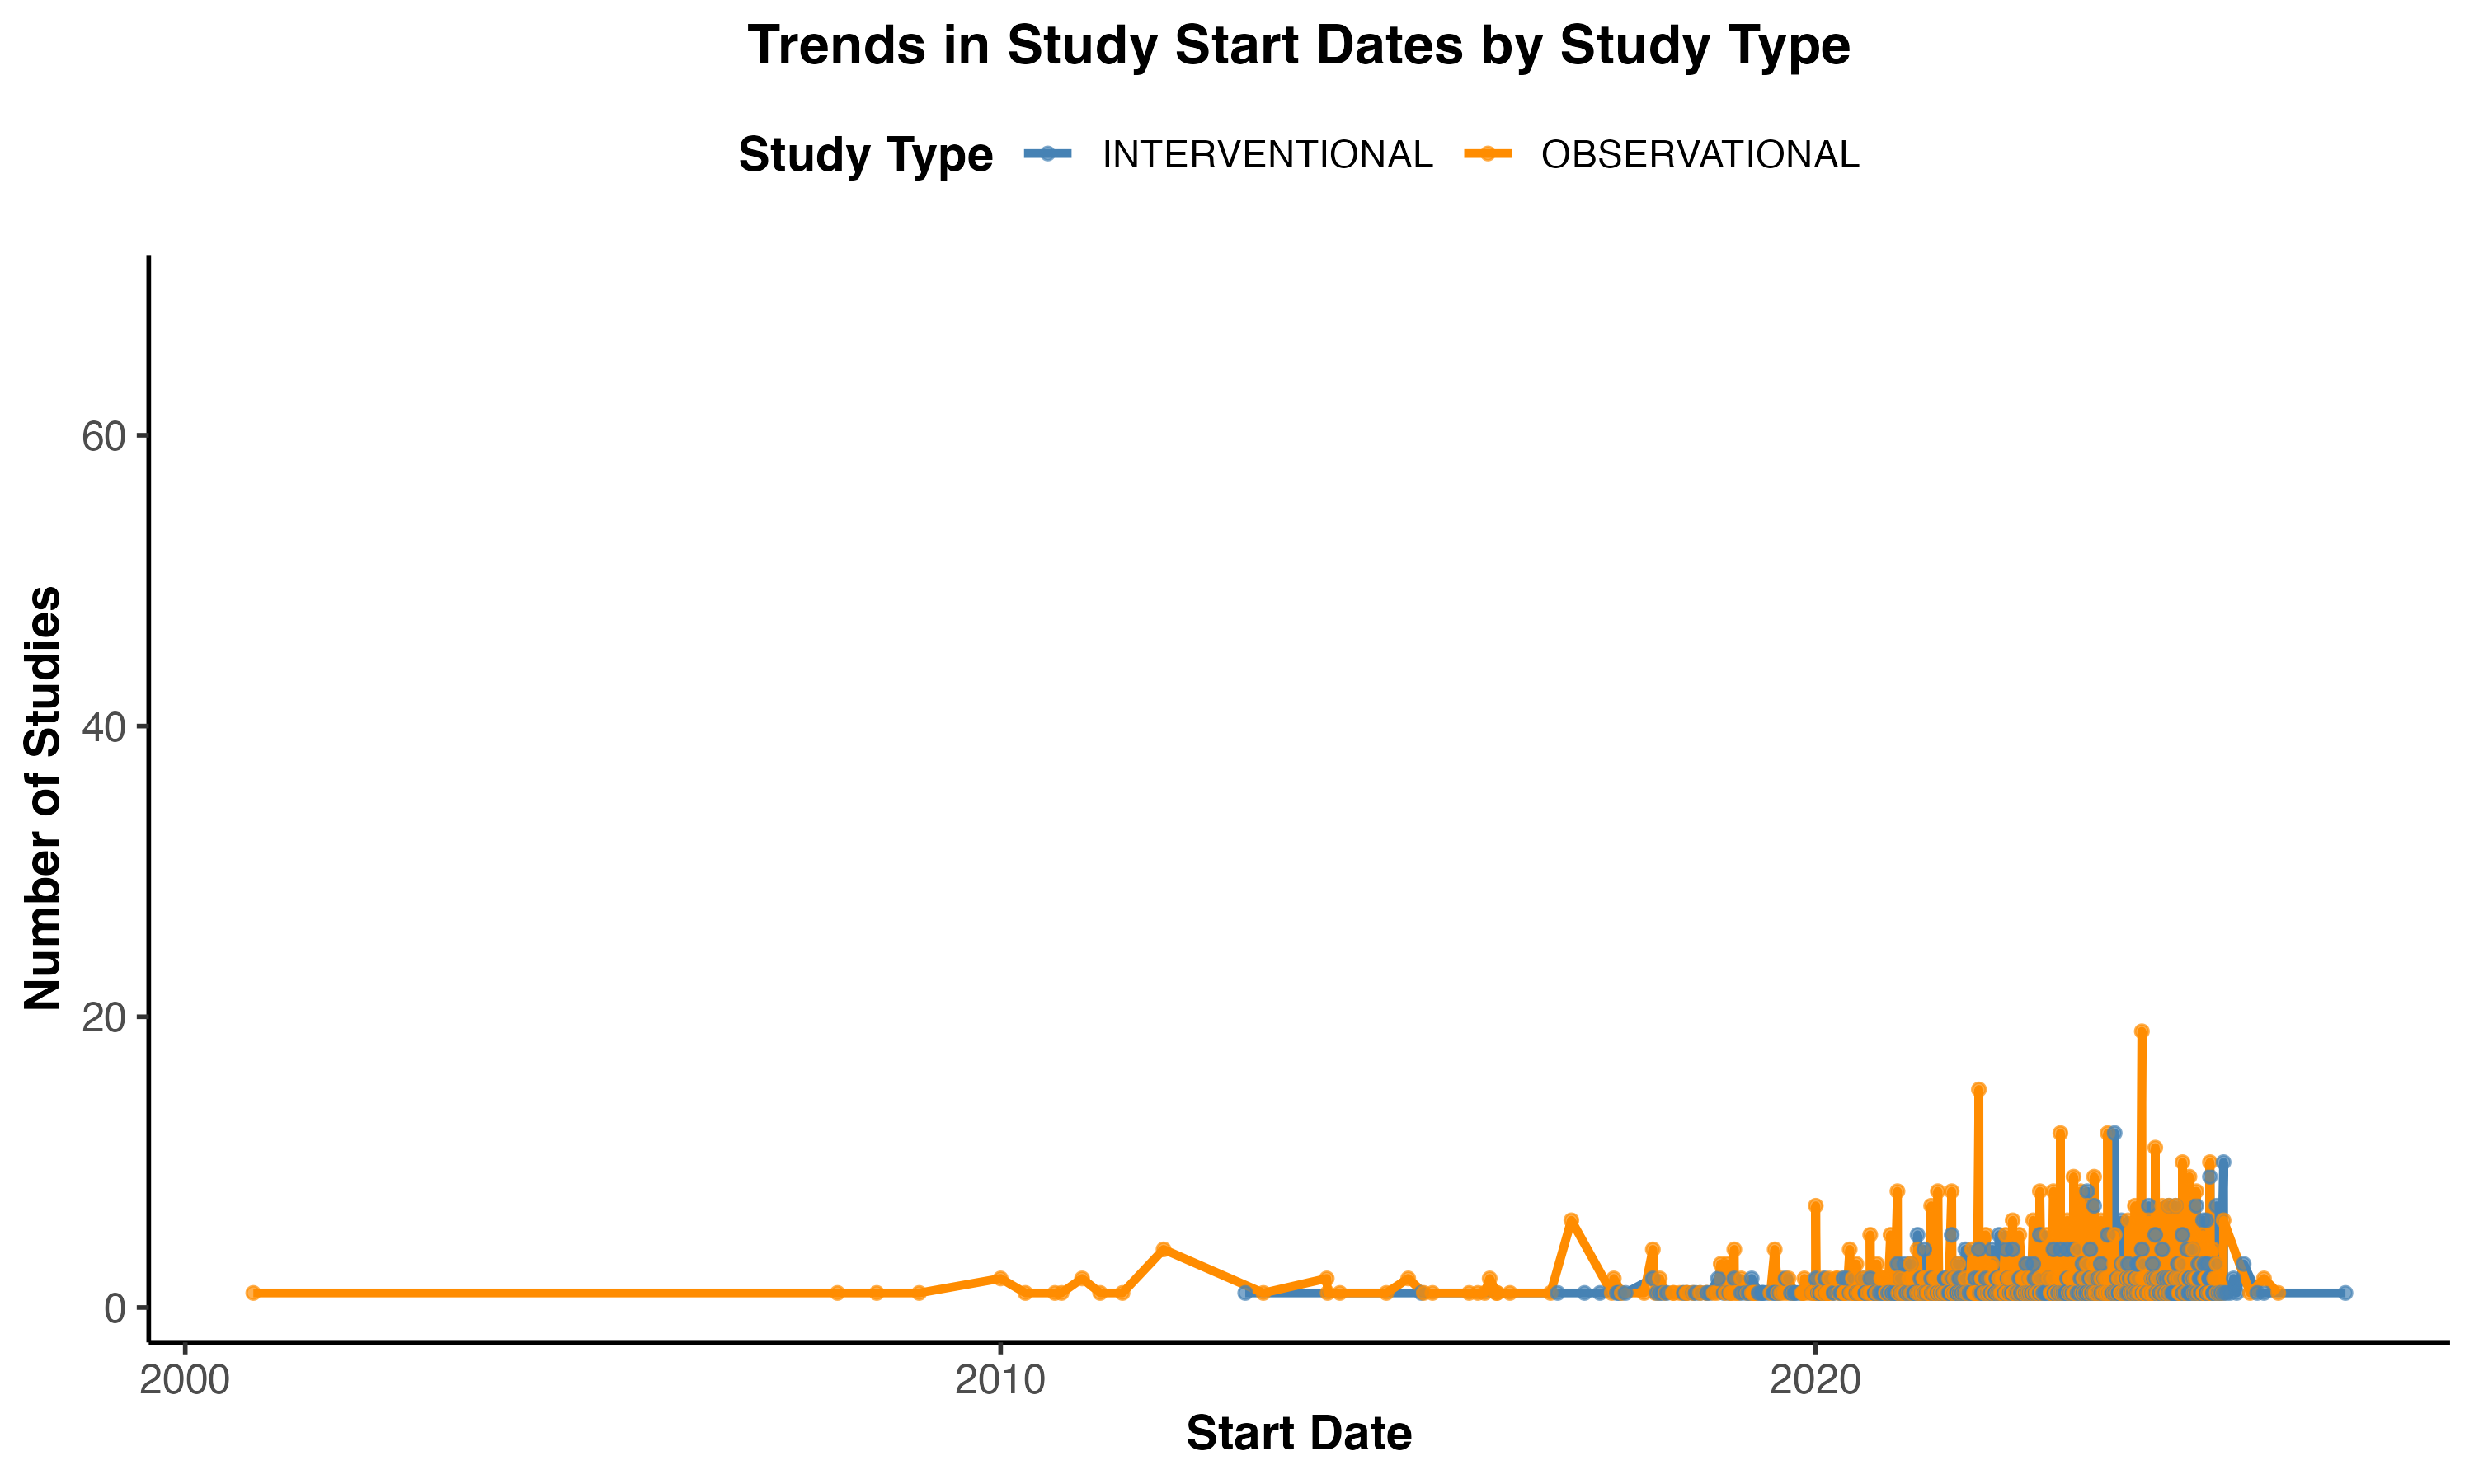 Trends in Study Start Dates by Study Type
Study Type INTERVENTIONAL OBSERVATIONAL
Number of Studies
60
40
20
0
2000 2010 2020
Start Date